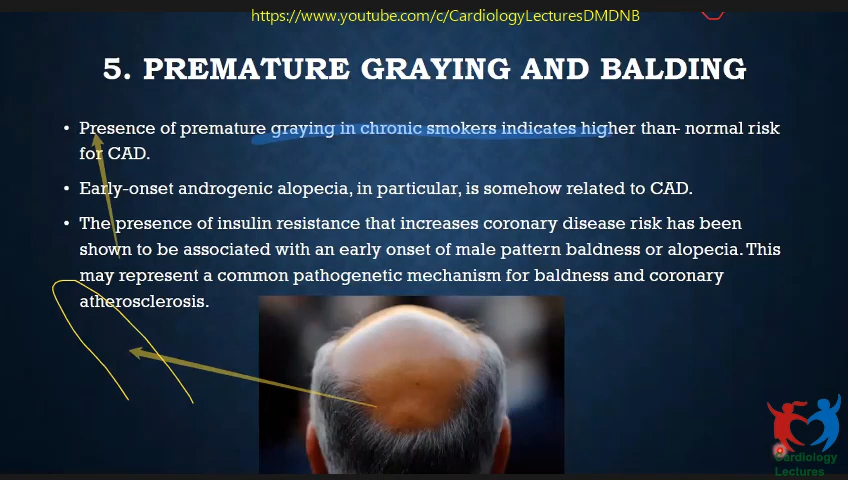 https://www.youtube.com/c/CardiologyLecturesDMDNB
5. PREMATURE GRAYING AND BALDING
• Presence of premature graying in chronic smokers indicates higher than- normal risk
for CAD.
• Early-onset androgenic alopecia, in particular, is somehow related to CAD.
• The presence of insulin resistance that increases coronary disease risk has been
shown to be associated with an early onset of male pattern baldness or alopecia. This
may represent a common pathogenetic mechanism for baldness and coronary
atherosclerosis.
Cardiology
Lectures